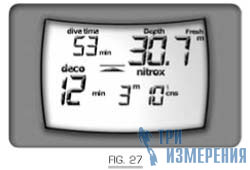 dive time Depth Fresh
53 min 30.7 m
deco nitrox
12 min 3 m 10 cns
FIG. 27
ТРИ
ИЗМЕРЕНИЯ